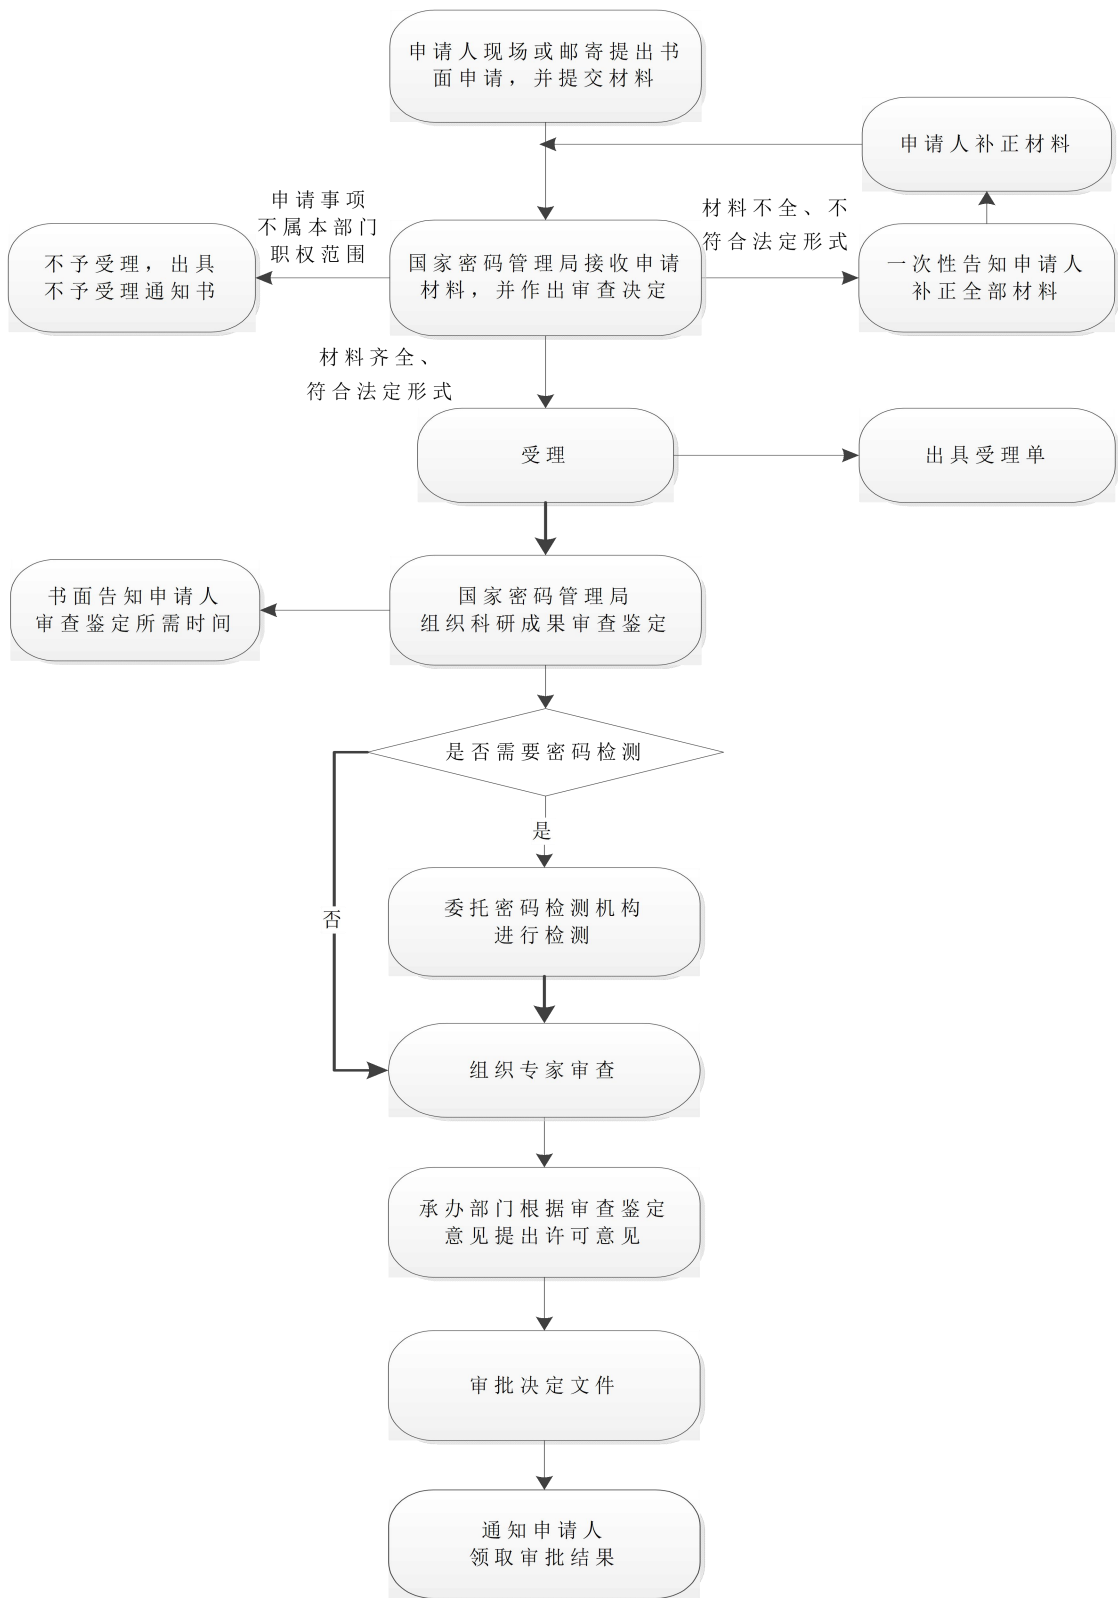 申请人现场或邮寄提出书
面申请，并提交材料
申请人补正材料
申请事项
不属本部门
职权范围
材料不全、不
符合法定形式
不予受理，出具
不予受理通知书
国家密码管理局接收申请
材料，并作出审查决定
一次性告知申请人
补正全部材料
材料齐全、
符合法定形式
受理
出具受理单
书面告知申请人
审查鉴定所需时间
国家密码管理局
组织科研成果审查鉴定
是否需要密码检测
是
否
委托密码检测机构
进行检测
组织专家审查
承办部门根据审查鉴定
意见提出许可意见
审批决定文件
通知申请人
领取审批结果